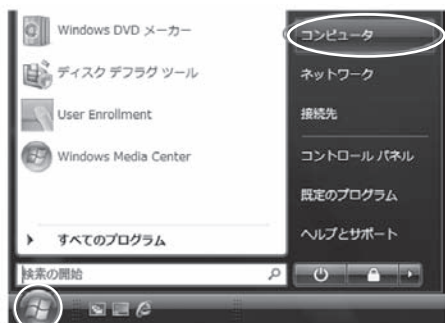 Windows DVD メーカー
ディスク デフラグ ツール
User Enrollment
Windows Media Center
すべてのプログラム
検索の開始
コンピュータ
ネットワーク
接続先
コントロール パネル
既定のプログラム
ヘルプとサポート